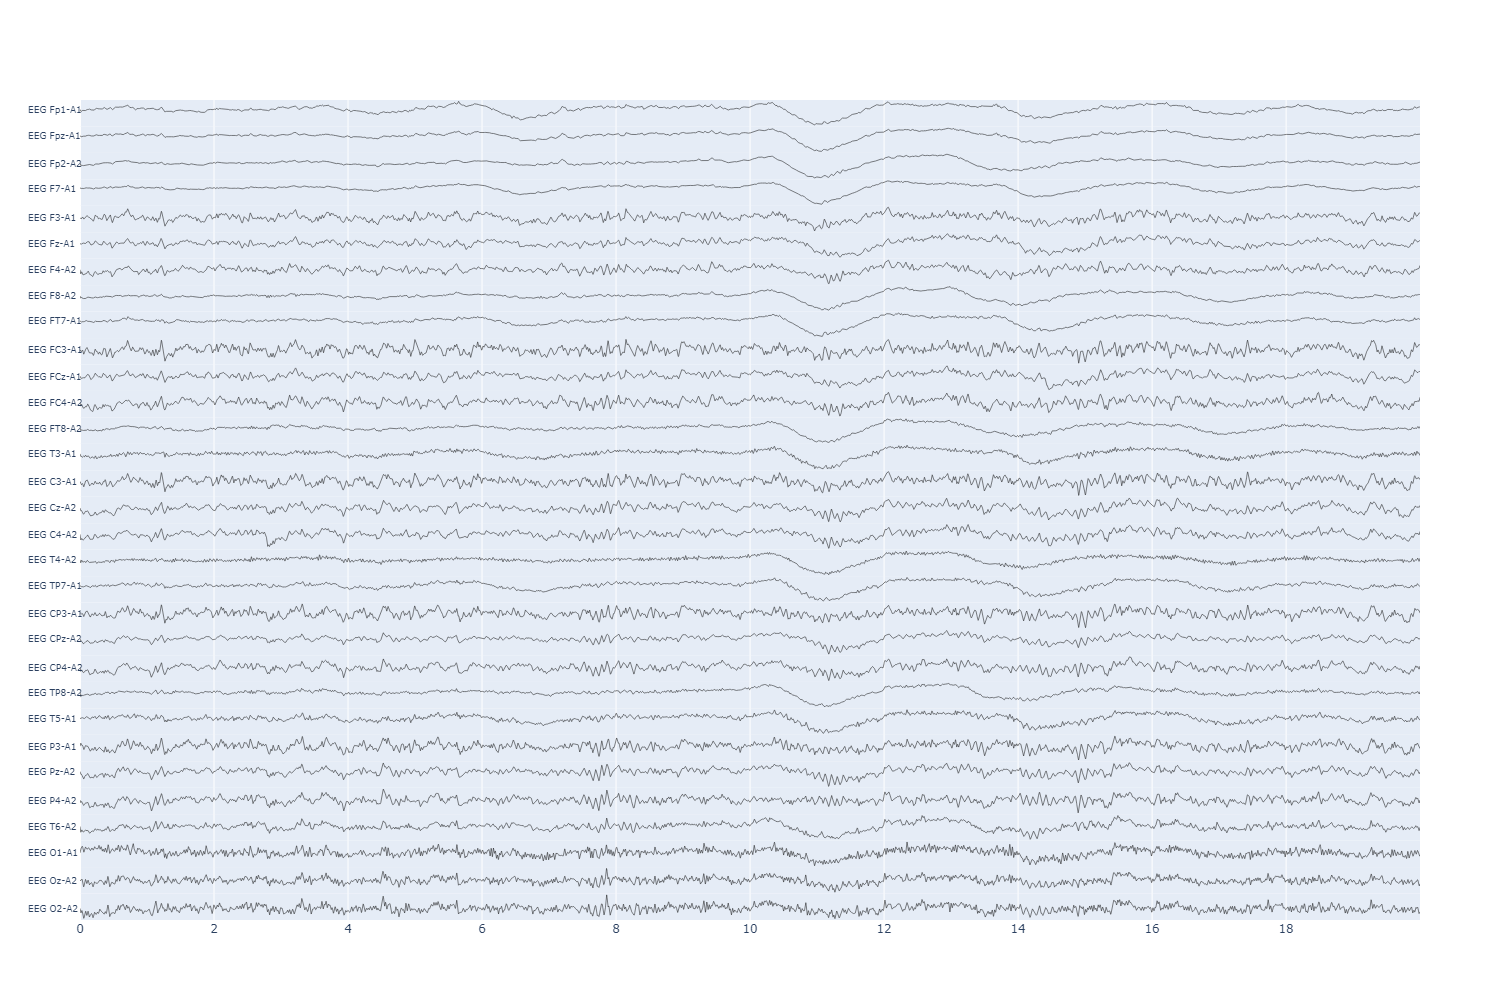 EEG Fp1-A1
EEG Fpz-A1
EEG Fp2-A2
EEG F7-A1
EEG F3-A1
EEG Fz-A1
EEG F4-A2
EEG F8-A2
EEG FT7-A1
EEG FC3-A1
EEG FCz-A1
EEG FC4-A2
EEG FT8-A2
EEG T3-A1
EEG C3-A1
EEG Cz-A2
EEG C4-A2
EEG T4-A2
EEG TP7-A1
EEG CP3-A1
EEG CPz-A2
EEG CP4-A2
EEG TP8-A2
EEG T5-A1
EEG P3-A1
EEG Pz-A2
EEG P4-A2
EEG T6-A2
EEG O1-A1
EEG Oz-A2
EEG O2-A2
0 2 4 6 8 10 12 14 16 18